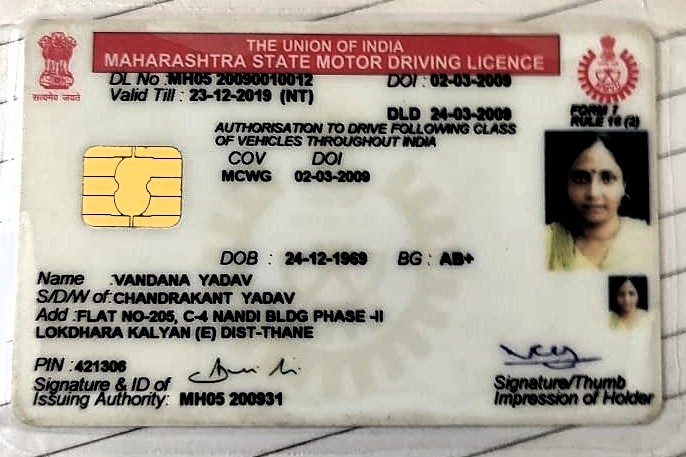 THE UNION OF INDIA
MAHARASHTRA STATE MOTOR DRIVING LICENCE
सत्यमेव जयते
DL No :MH05 20090010012 DOI : 02-03-2009
Valid Till : 23-12-2019 (NT)
DLD 24-03-2009
FORM 7
RULE 16 (2)
AUTHORISATION TO DRIVE FOLLOWING CLASS
OF VEHICLES THROUGHOUT INDIA
COV DOI
MCWG 02-03-2009
DOB : 24-12-1969 BG : AB+
Name :VANDANA YADAV
S/D/W of:CHANDRAKANT YADAV
Add :FLAT NO-205, C-4 NANDI BLDG PHASE -II
LOKDHARA KALYAN (E) DIST-THANE
PIN :421306
Signature & ID of
Issuing Authority: MH05 200931
Signature/Thumb
Impression of Holder